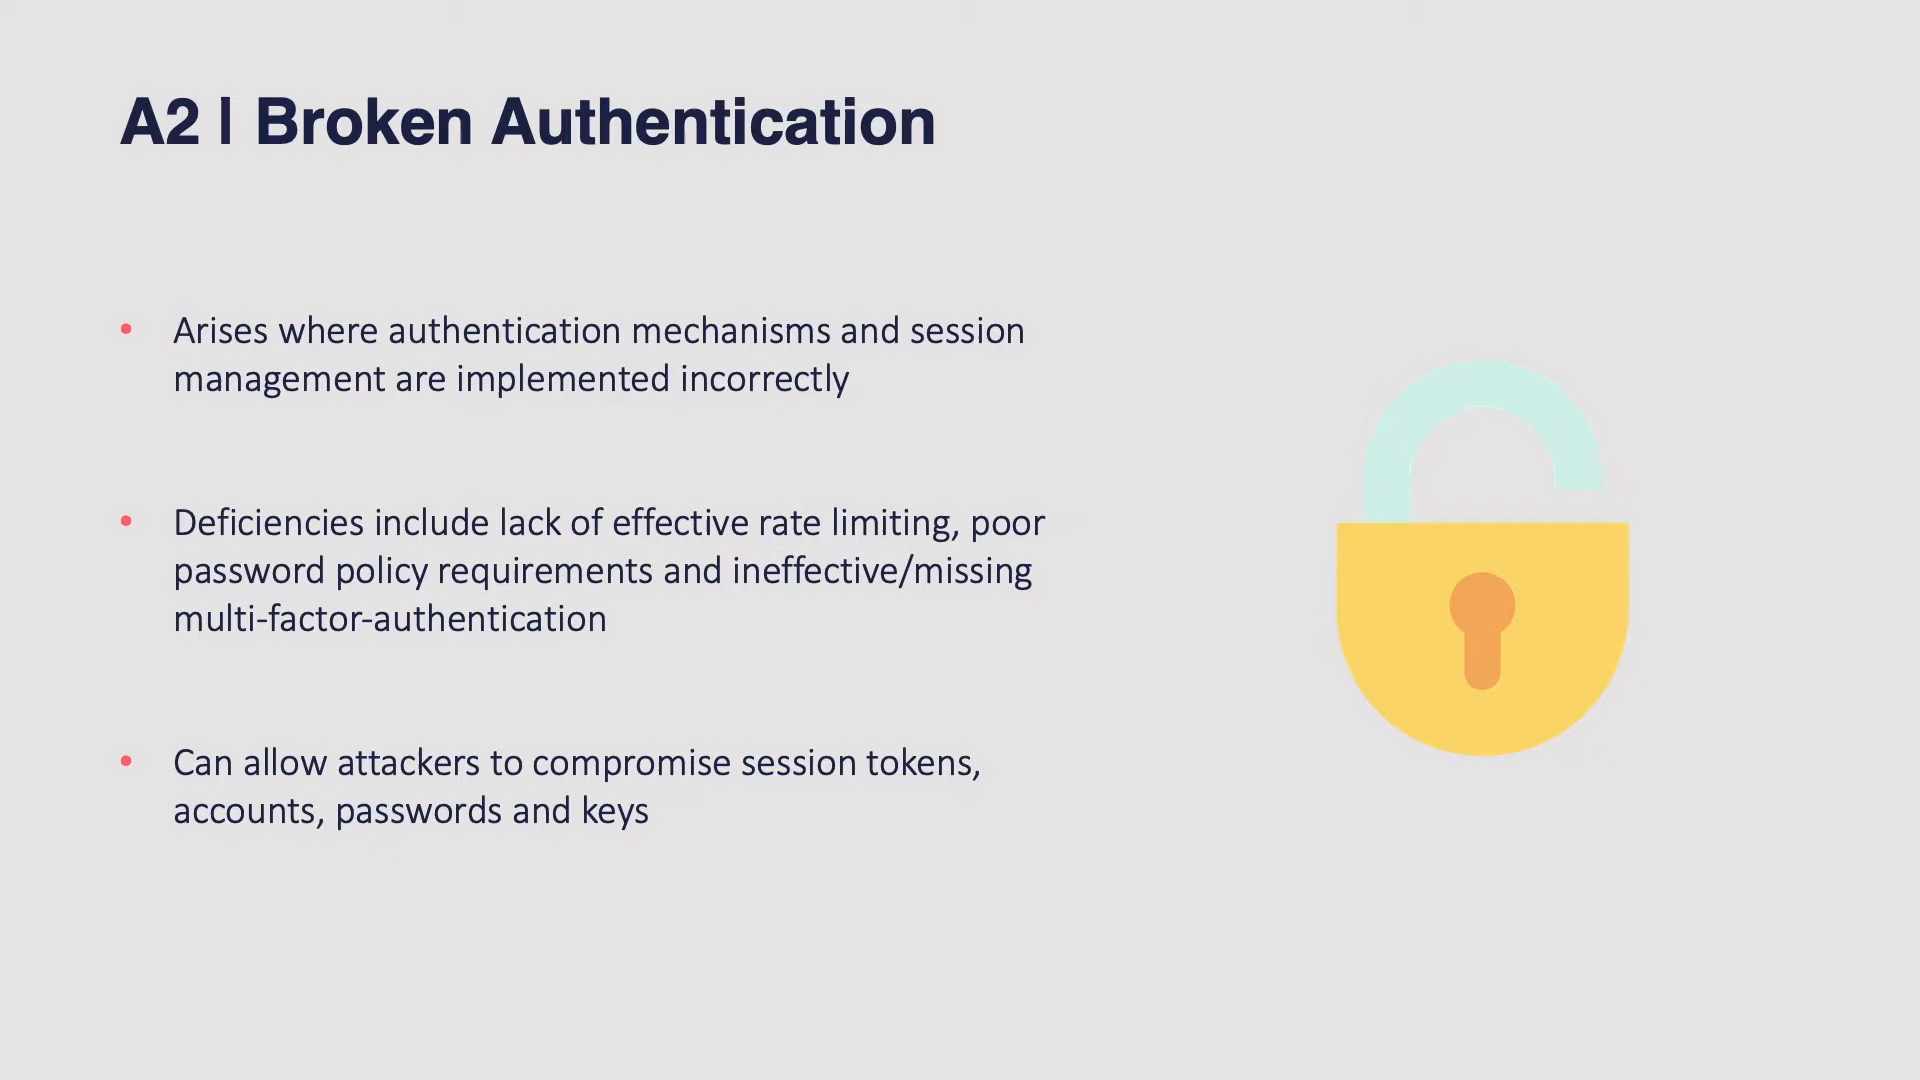 A2 | Broken Authentication
• Arises where authentication mechanisms and session
management are implemented incorrectly
• Deficiencies include lack of effective rate limiting, poor
password policy requirements and ineffective/missing
multi-factor-authentication
• Can allow attackers to compromise session tokens,
accounts, passwords and keys